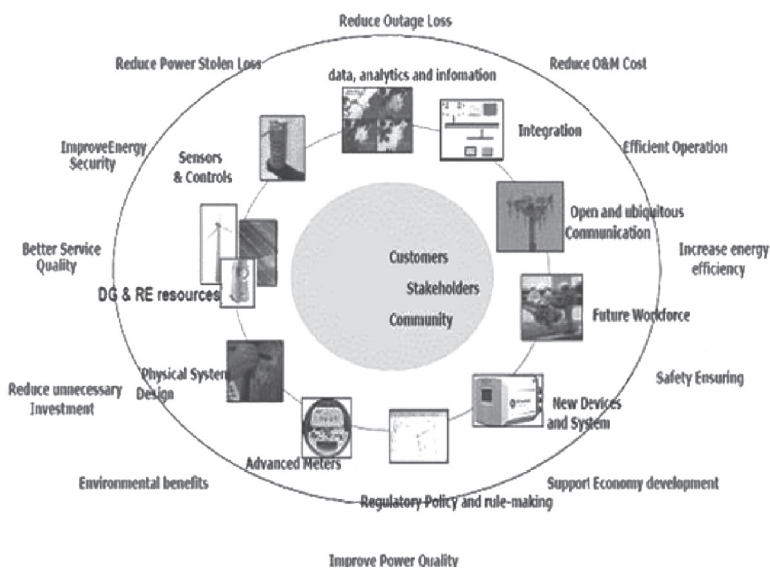 Reduce Outage Loss
Reduce Power Stolen Loss
Reduce O&M Cost
data, analytics and infomation
Integration
ImproveEnergy
Security
Efficient Operation
Sensors
& Controls
Open and ubiquitous
Communication
Better Service
Quality
Customers
Increase energy
efficiency
Stakeholders
DG & RE resources
Community
Future Workforce
Physical System
Design
Safety Ensuring
Reduce unnecessary
Investment
New Devices
and System
Advanced Meters
Environmental benefits
Support Economy development
Regulatory Policy and rule-making
Improve Power Quality